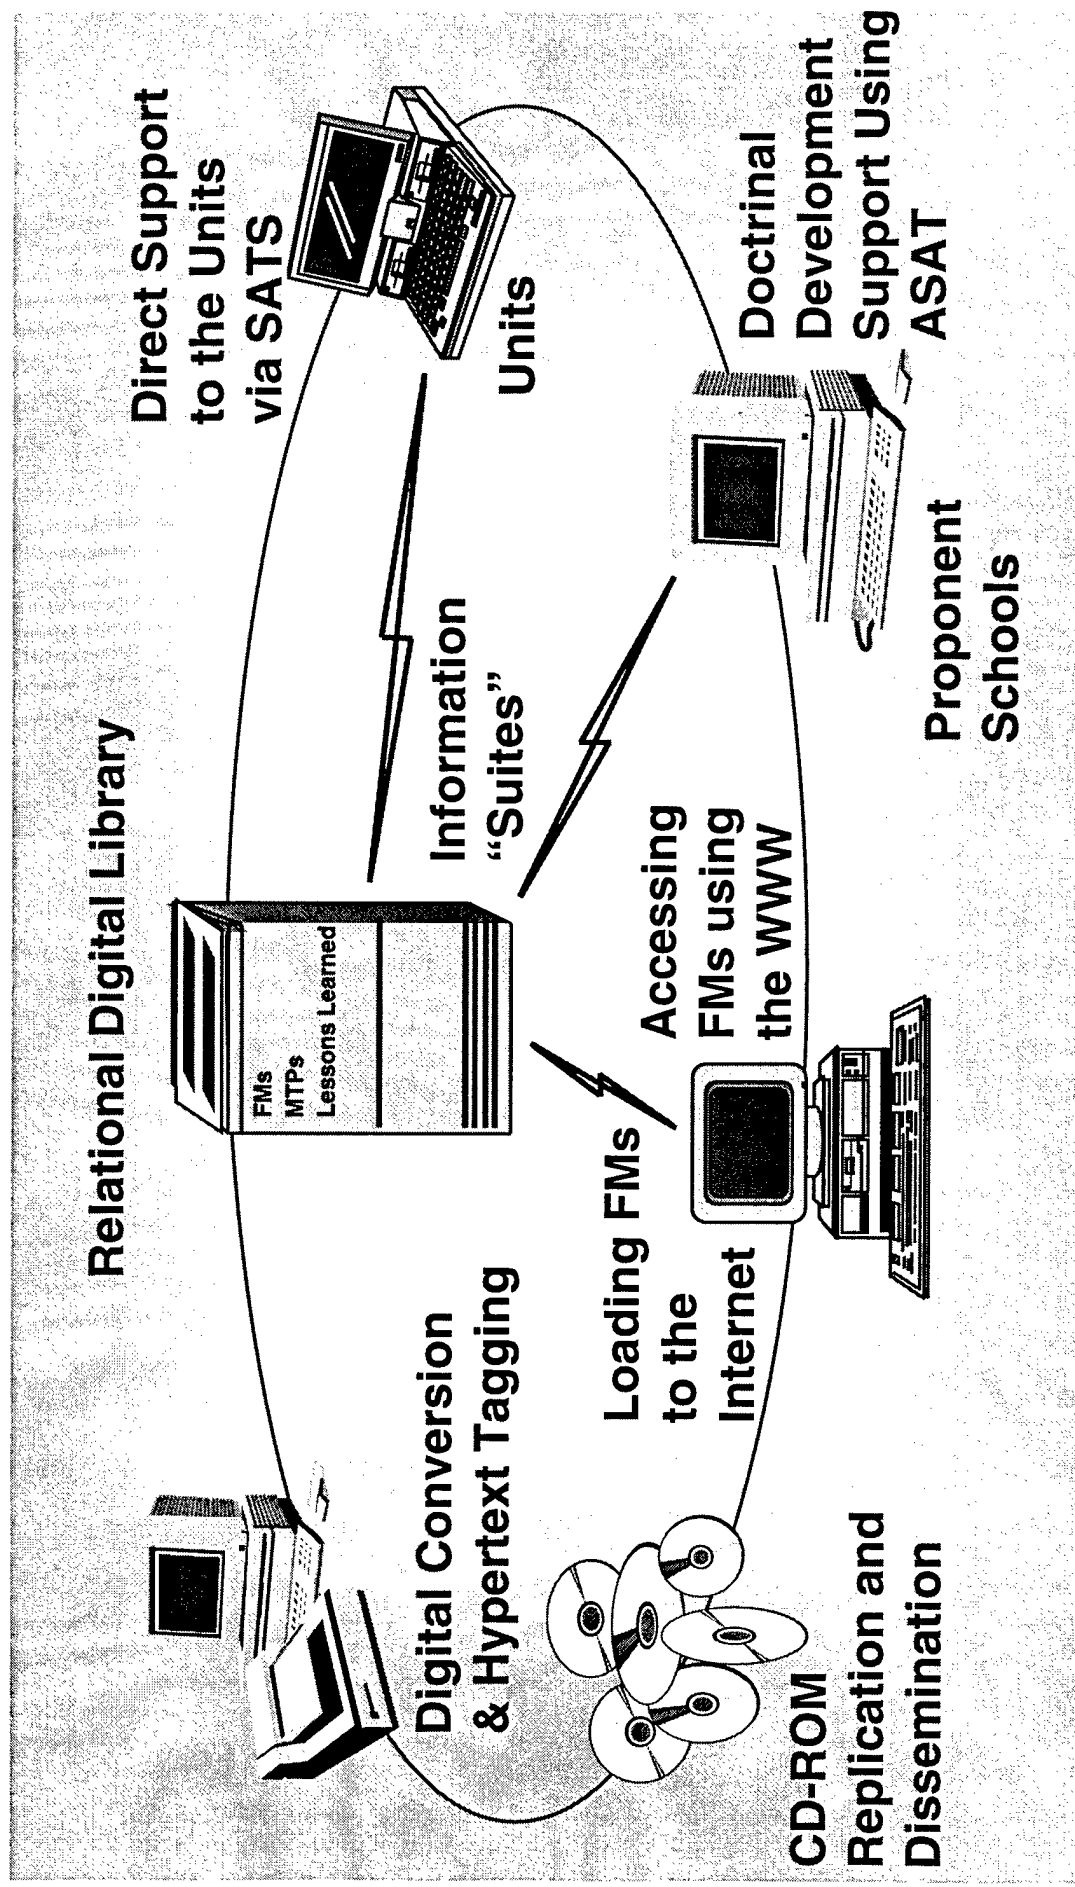 Relational Digital Library
Direct Support
to the Units
via SATS
FMs
MTPs
Lessons Learned
Digital Conversion
& Hypertext Tagging
Information
“Suites”
Units
Loading FMs
to the
Internet
Accessing
FMs using
the WWW
Doctrinal
Development
Support Using
ASAT
CD-ROM
Replication and
Dissemination
Proponent
Schools